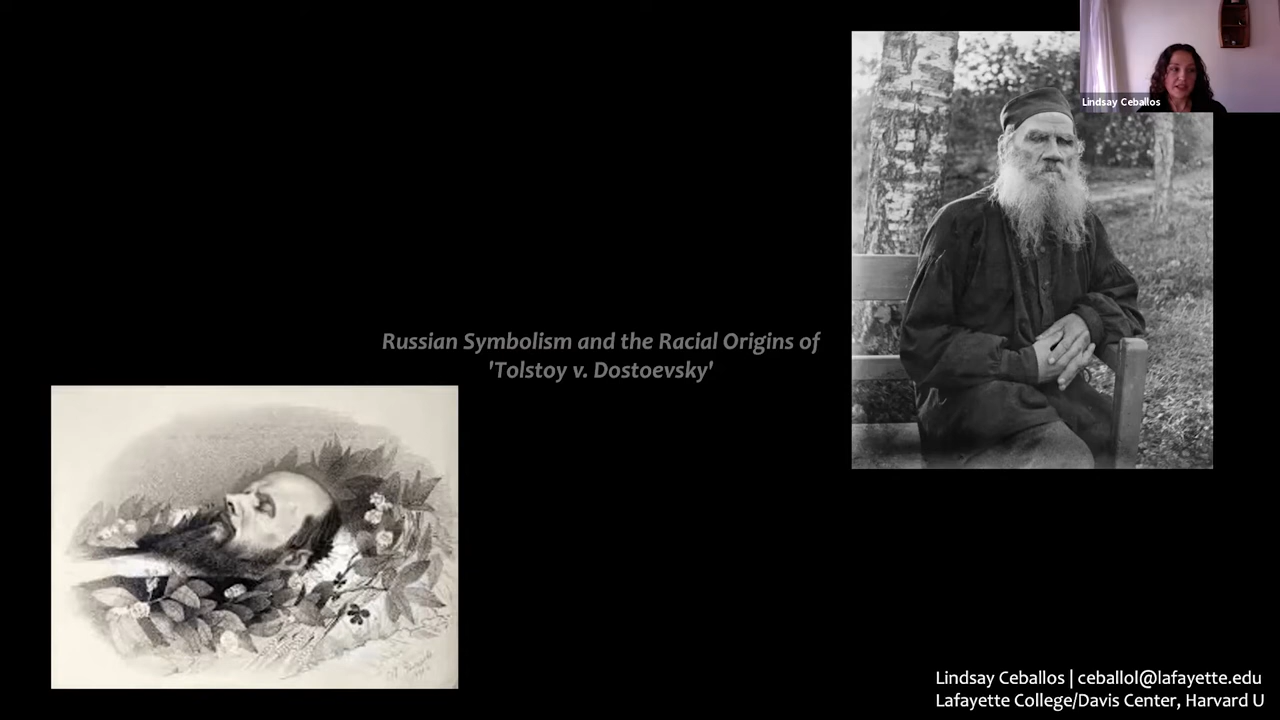 Lindsay Ceballos
Russian Symbolism and the Racial Origins of
'Tolstoy v. Dostoevsky'
Lindsay Ceballos | ceballol@lafayette.edu
Lafayette College/Davis Center, Harvard U